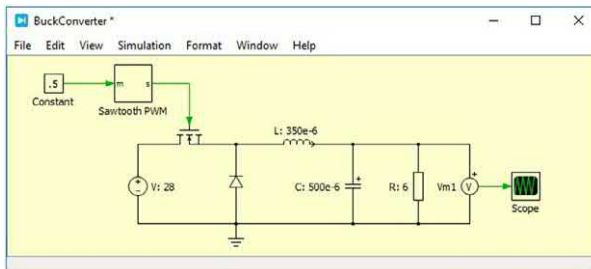 BuckConverter *
File Edit View Simulation Format Window Help
.5
Constant
m s
Sawtooth PWM
L: 350e-6
V: 28
C: 500e-6
R: 6
Vm1
V
Scope